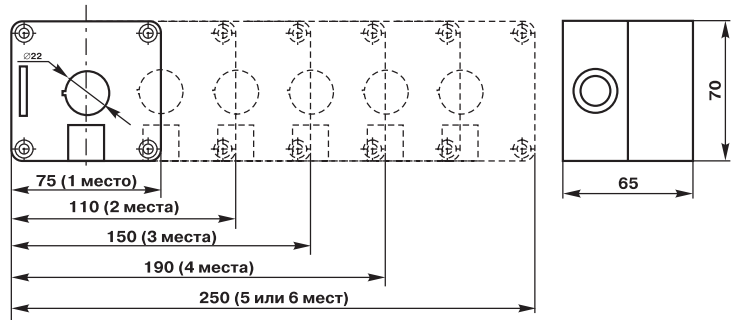 ⌀22
75 (1 место)
110 (2 места)
150 (3 места)
190 (4 места)
250 (5 или 6 мест)
70
65